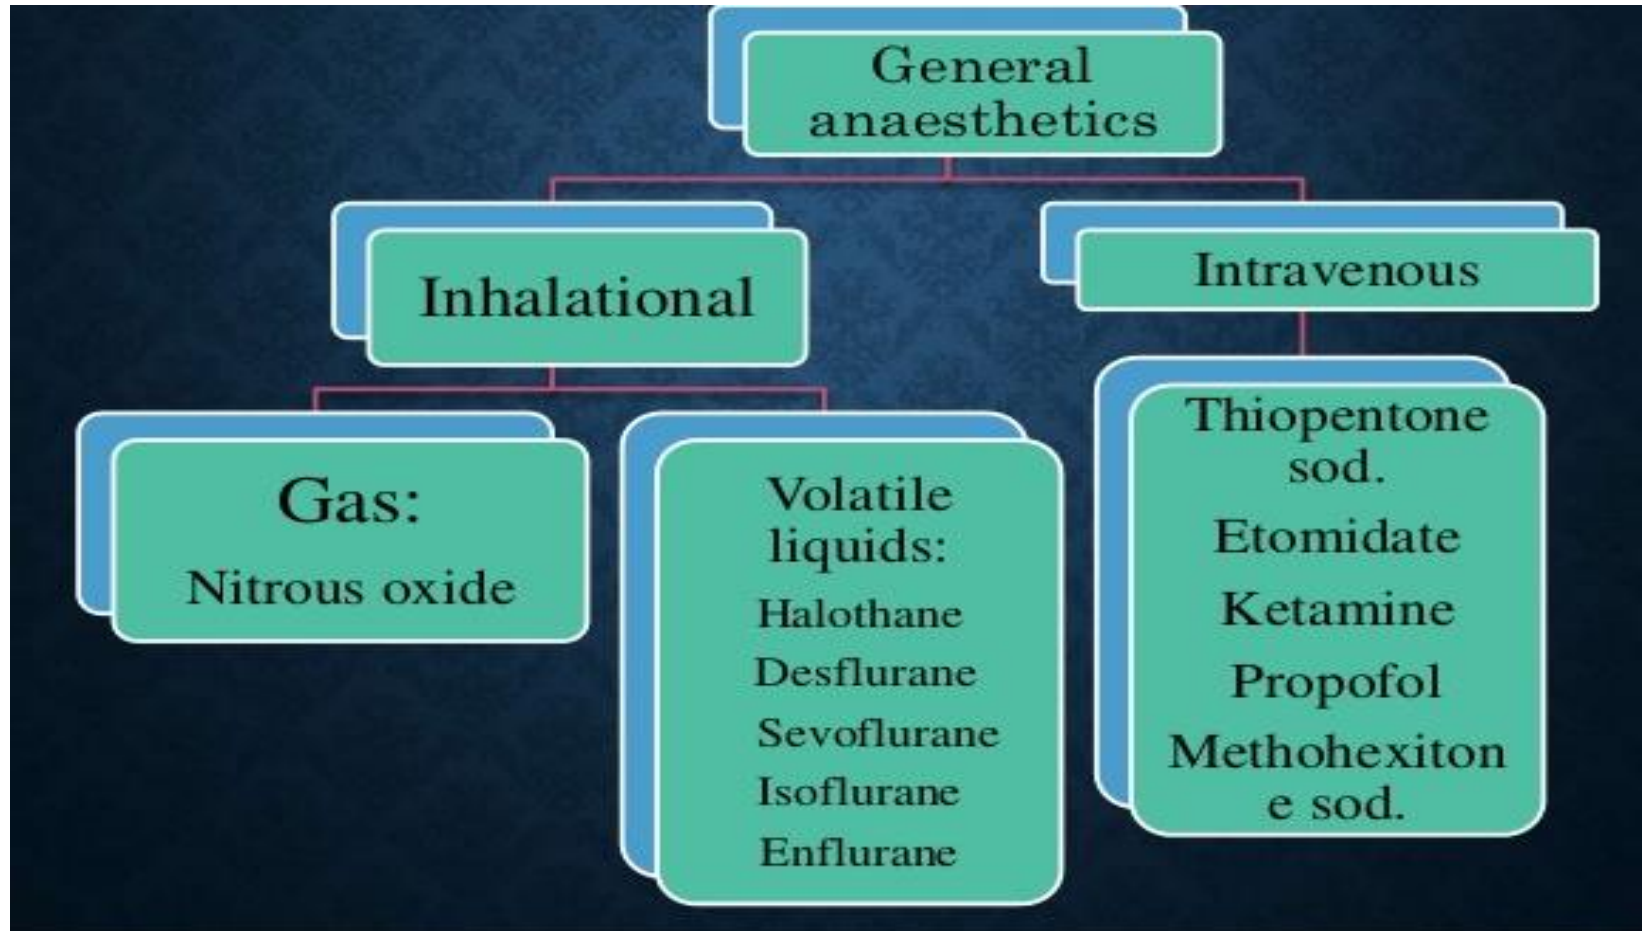 General
anaesthetics
Inhalational
Intravenous
Gas:
Nitrous oxide
Volatile
liquids:
Halothane
Desflurane
Sevoflurane
Isoflurane
Enflurane
Thiopentone
sod.
Etomidate
Ketamine
Propofol
Methohexiton
e sod.